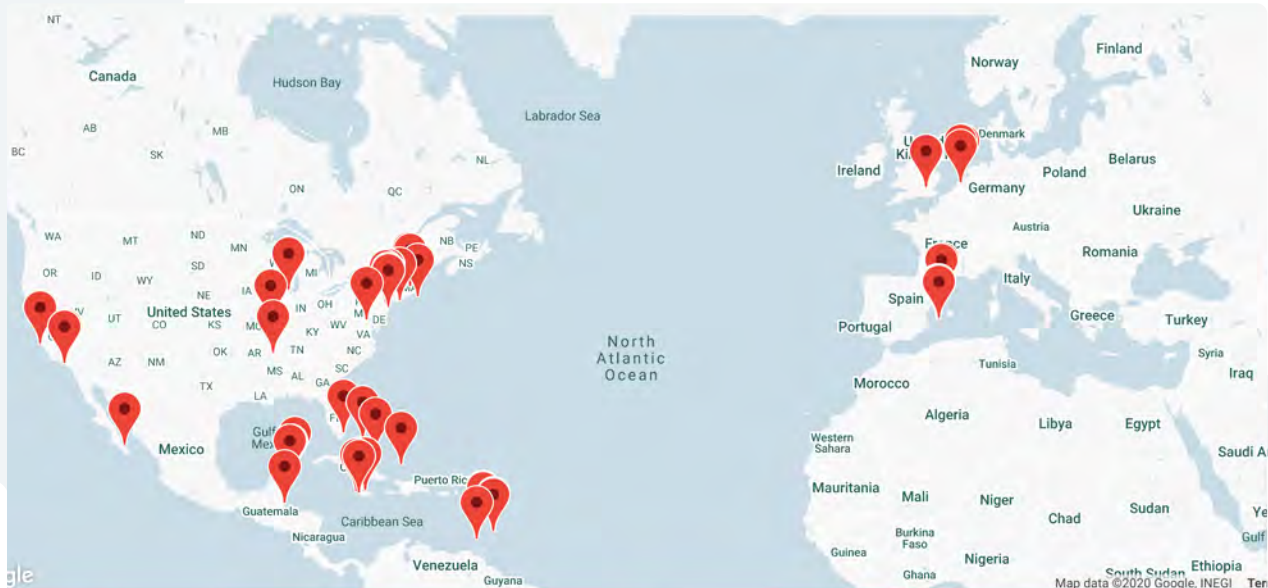 NT
Canada
Hudson Bay
Labrador Sea
Norway
Finland
AB
MB
BC
SK
NL
ON
QC
Denmark
Ireland
Germany
Poland
Belarus
Ukraine
Austria
Romania
France
Italy
Spain
Portugal
Greece
Turkey
Syria
Iraq
WA
MT
ND
MN
NB
PE
NS
OR
ID
WY
SD
MI
NE
IA
IN
OH
United States
UT
CO
KS
KY
WV
VA
DE
AZ
NM
OK
AR
TN
NC
MS
AL
SC
GA
TX
LA
Mexico
North
Atlantic
Ocean
Morocco
Tunisia
Algeria
Libya
Egypt
Western
Sahara
Saudi A
Puerto Ric
Guatemala
Caribbean Sea
Nicaragua
Venezuela
Guyana
Mauritania
Mali
Niger
Chad
Sudan
Ye
Guinea
Burkina
Faso
Nigeria
Ghana
South Sudan
Ethiopia
Gulf
gle
Map data ©2020 Google, INEGI
Ter